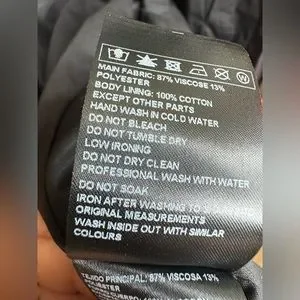 MAIN FABRIC: 87% VISCOSE 13%
POLYESTER
BODY LINING: 100% COTTON
EXCEPT OTHER PARTS
HAND WASH IN COLD WATER
DO NOT BLEACH
DO NOT TUMBLE DRY
LOW IRONING
DO NOT DRY CLEAN
PROFESSIONAL WASH WITH WATER
DO NOT SOAK
IRON AFTER WASHING TO
ORIGINAL MEASUREMENTS
WASH INSIDE OUT WITH SIMILAR
COLOURS
TEJIDO PRINCIPAL: 87% VISCOSA 13%